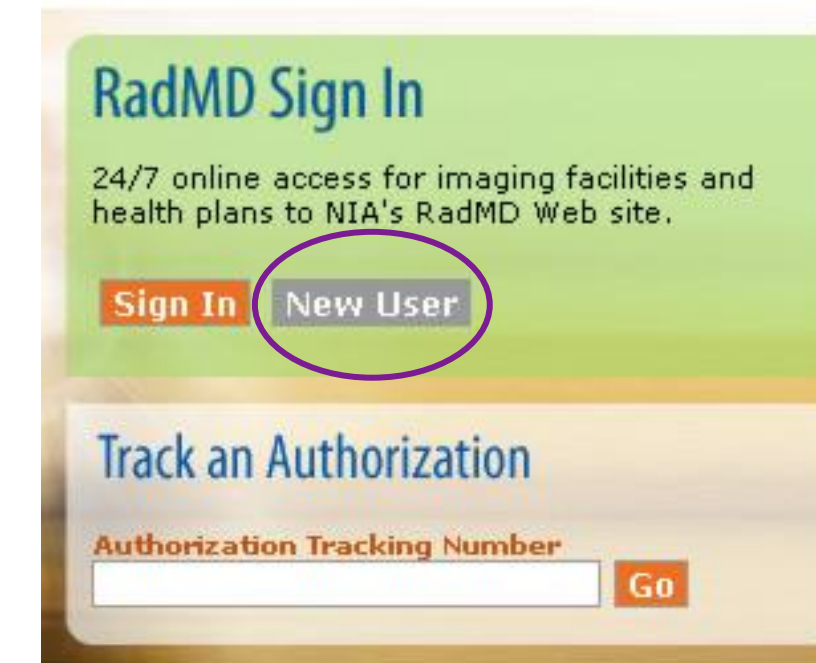 RadMD Sign In
24/7 online access for imaging facilities and
health plans to NIA's RadMD Web site.
Sign In New User
Track an Authorization
Authorization Tracking Number
Go